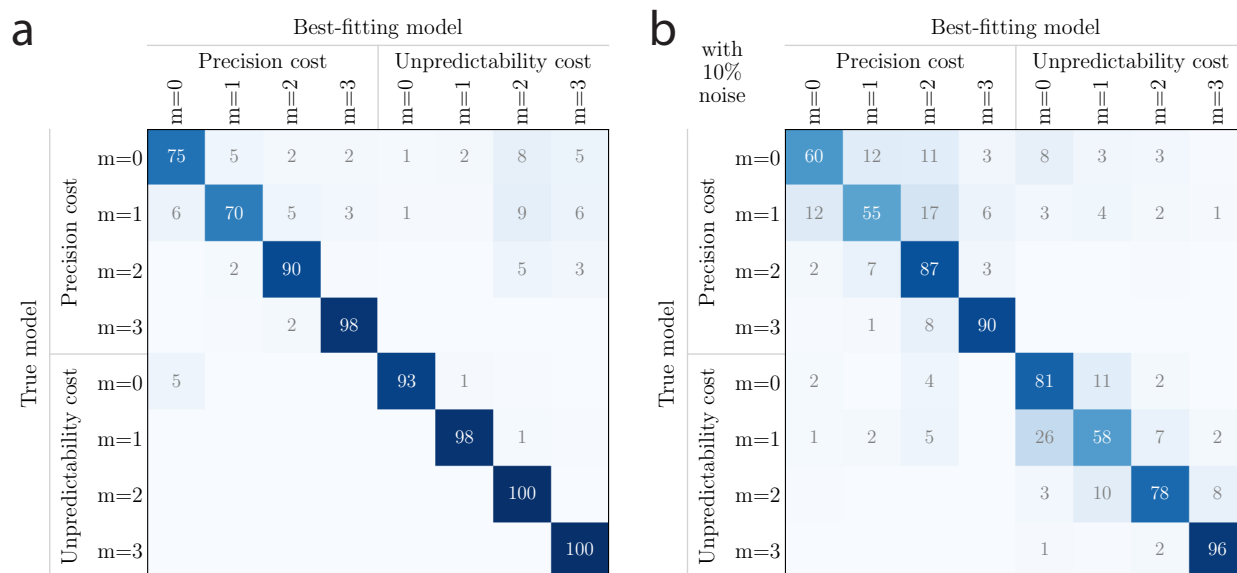 a
Best-fitting model
Precision cost Unpredictability cost
m=0 m=1 m=2 m=3 m=0 m=1 m=2 m=3
True model
Precision cost
m=0 75 5 2 2 1 2 8 5
m=1 6 70 5 3 1 9 6
m=2 2 90 5 3
m=3 2 98
Unpredictability cost
m=0 5 93 1
m=1 98 1
m=2 100
m=3 100
b
with
10%
noise
Best-fitting model
Precision cost Unpredictability cost
m=0 m=1 m=2 m=3 m=0 m=1 m=2 m=3
True model
Precision cost
m=0 60 12 11 3 8 3 3
m=1 12 55 17 6 3 4 2 1
m=2 2 7 87 3
m=3 1 8 90
Unpredictability cost
m=0 2 4 81 11 2
m=1 1 2 5 26 58 7 2
m=2 3 10 78 8
m=3 1 2 96